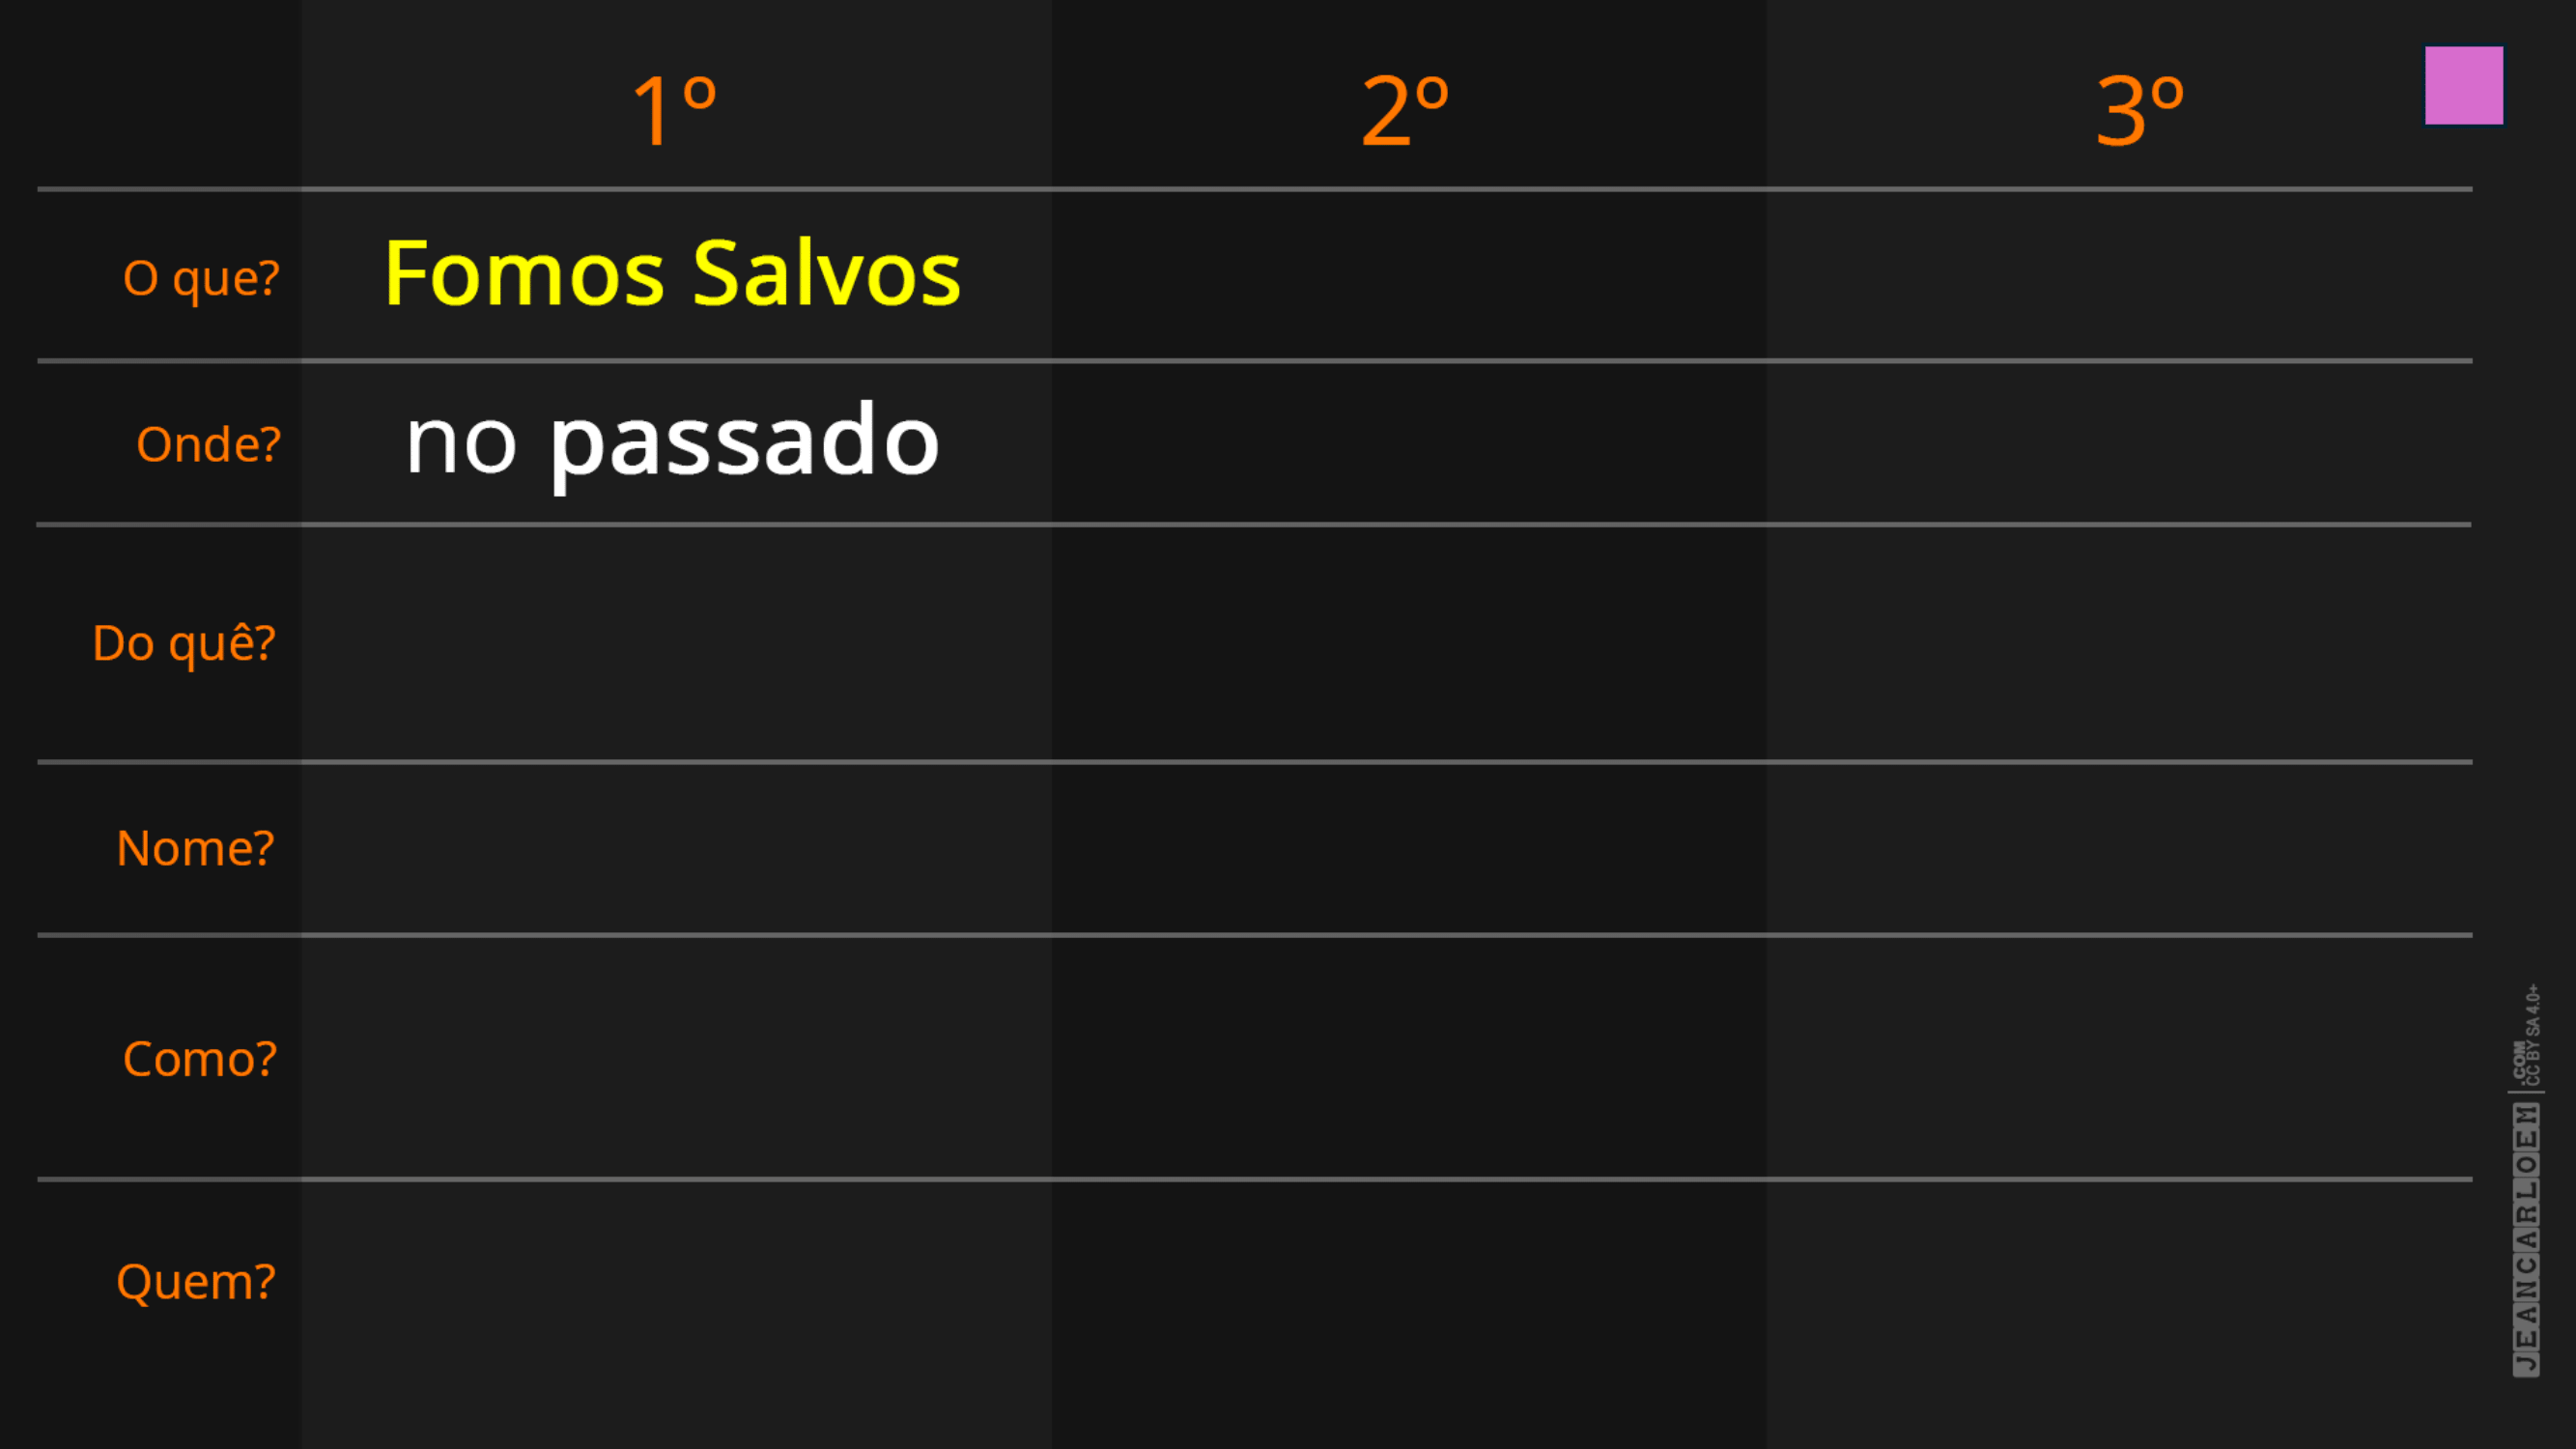 1º 2º 3º
O que? Fomos Salvos
Onde? no passado
Do quê?
Nome?
Como?
Quem?
JEANCARLOEM .COM
CC BY SA 4.0+